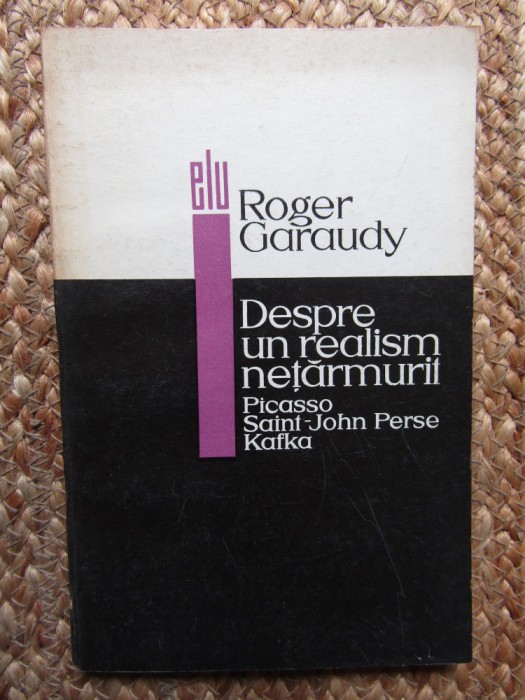 elu
Roger
Garaudy
Despre
un realism
nețărmurit
Picasso
Saint-John Perse
Kafka